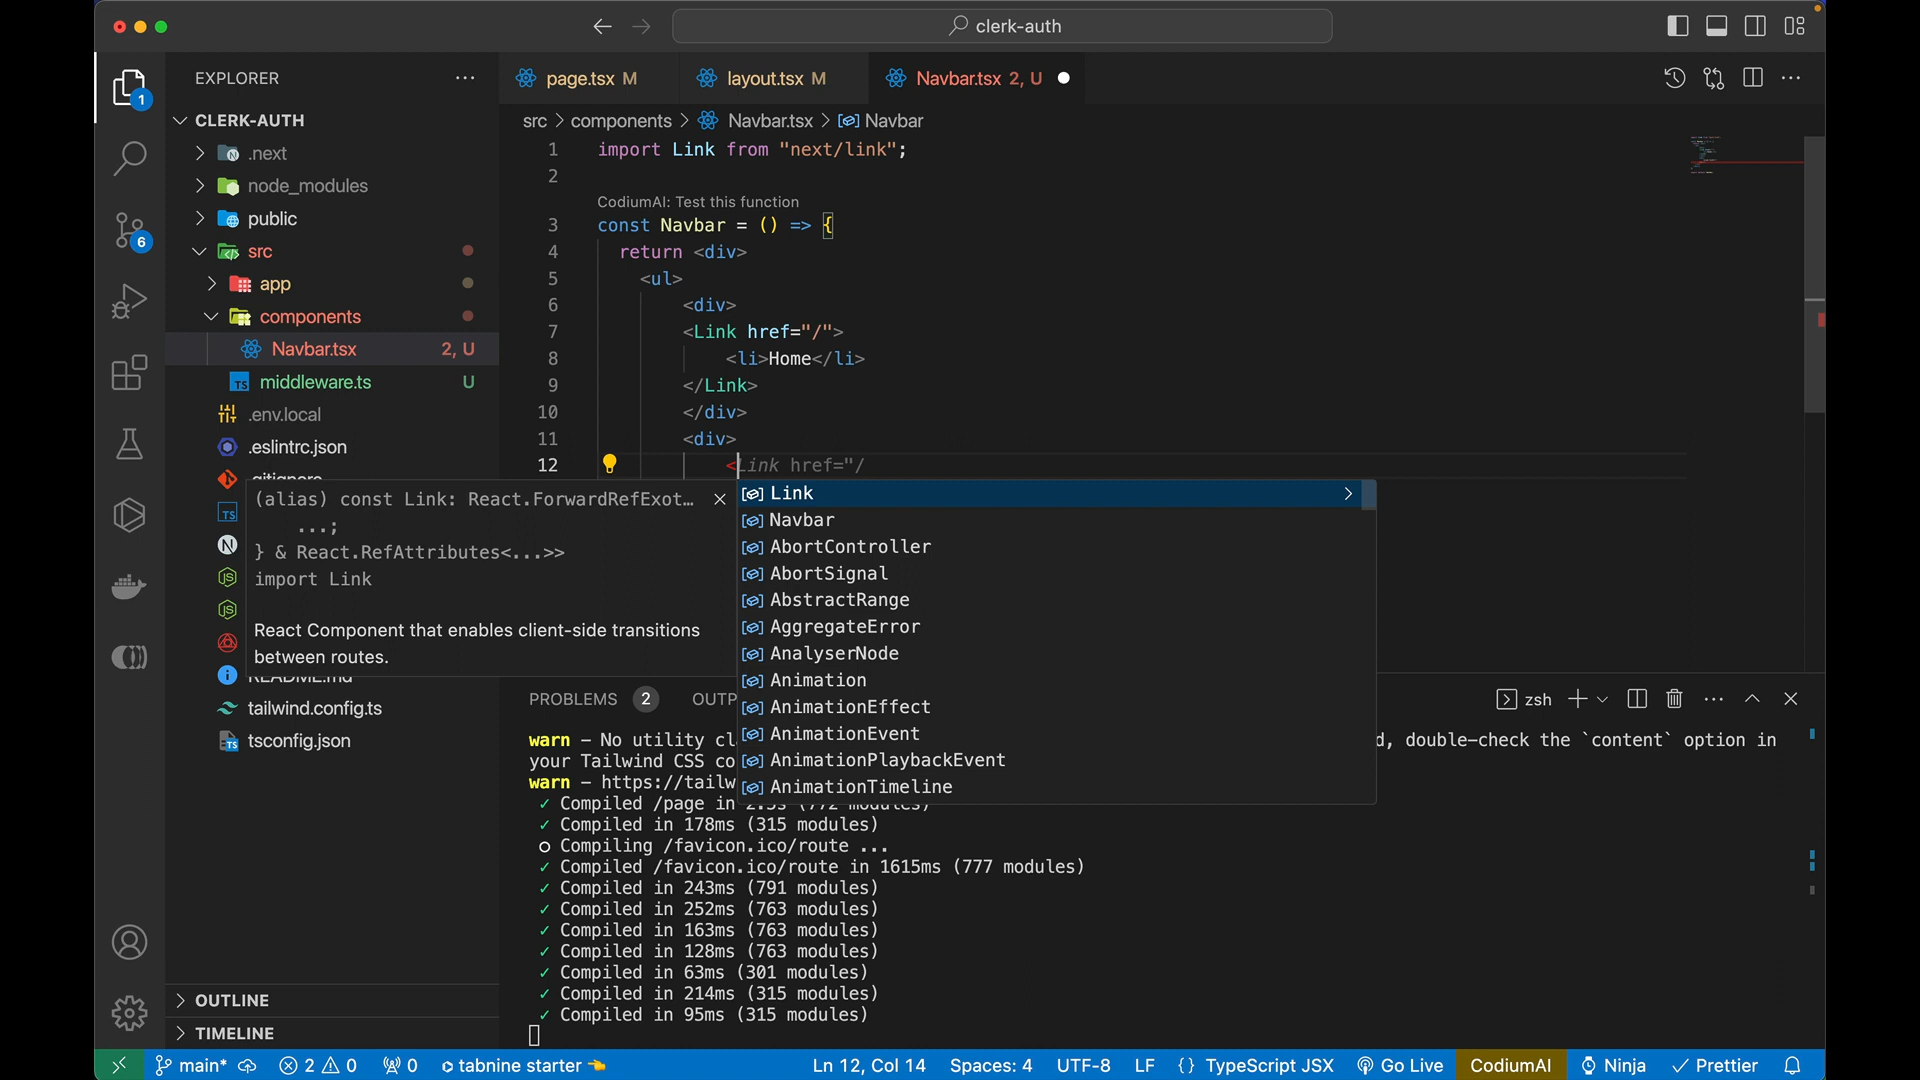 clerk-auth
EXPLORER
page.tsx M
layout.tsx M
Navbar.tsx 2, U
1
6
CLERK-AUTH
.next
node_modules
public
src
app
components
Navbar.tsx 2, U
middleware.ts U
.env.local
.eslintrc.json
tailwind.config.ts
tsconfig.json
OUTLINE
TIMELINE
src > components > Navbar.tsx > Navbar
1 import Link from "next/link";
2
CodiumAI: Test this function
3 const Navbar = () => {
4 return <div>
5 <ul>
6 <div>
7 <Link href="/">
8 <li>Home</li>
9 </Link>
10 </div>
11 <div>
12 <Link href="/
(alias) const Link: React.ForwardRefExot...
...;
} & React.RefAttributes<...>>
import Link
React Component that enables client-side transitions
between routes.
Link
Navbar
AbortController
AbortSignal
AbstractRange
AggregateError
AnalyserNode
Animation
AnimationEffect
AnimationEvent
AnimationPlaybackEvent
AnimationTimeline
PROBLEMS 2 OUTP
zsh
warn - No utility cl d, double-check the `content` option in
your Tailwind CSS co
warn - https://tailw
✓ Compiled /page in 2.5s (772 modules)
✓ Compiled in 178ms (315 modules)
○ Compiling /favicon.ico/route ...
✓ Compiled /favicon.ico/route in 1615ms (777 modules)
✓ Compiled in 243ms (791 modules)
✓ Compiled in 252ms (763 modules)
✓ Compiled in 163ms (763 modules)
✓ Compiled in 128ms (763 modules)
✓ Compiled in 63ms (301 modules)
✓ Compiled in 214ms (315 modules)
✓ Compiled in 95ms (315 modules)
main* 2 0 0 tabnine starter Ln 12, Col 14 Spaces: 4 UTF-8 LF {} TypeScript JSX Go Live CodiumAI Ninja Prettier